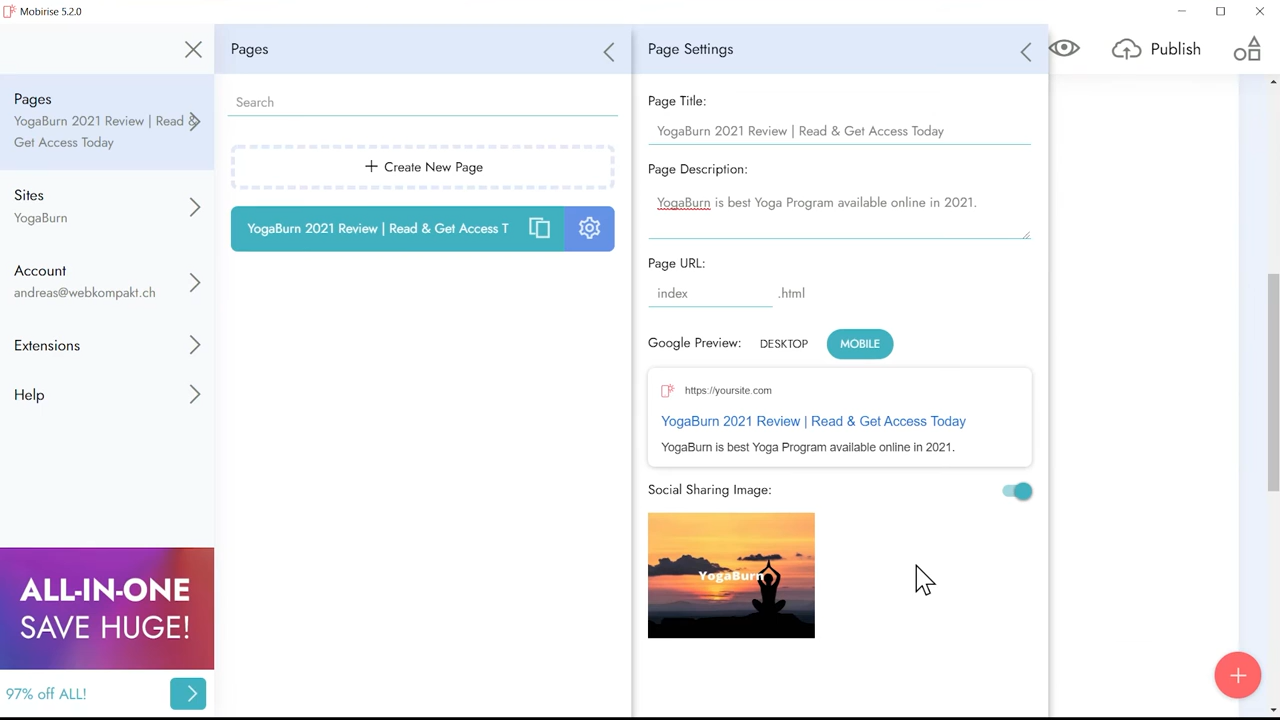 Mobirise 5.2.0
Pages
YogaBurn 2021 Review | Read &
Get Access Today
Sites
YogaBurn
Account
andreas@webkompakt.ch
Extensions
Help
ALL-IN-ONE
SAVE HUGE!
97% off ALL!
Pages
Search
+ Create New Page
YogaBurn 2021 Review | Read & Get Access T
Page Settings
Page Title:
YogaBurn 2021 Review | Read & Get Access Today
Page Description:
YogaBurn is best Yoga Program available online in 2021.
Page URL:
index .html
Google Preview: DESKTOP MOBILE
https://yoursite.com
YogaBurn 2021 Review | Read & Get Access Today
YogaBurn is best Yoga Program available online in 2021.
Social Sharing Image:
YogaBurn
Publish